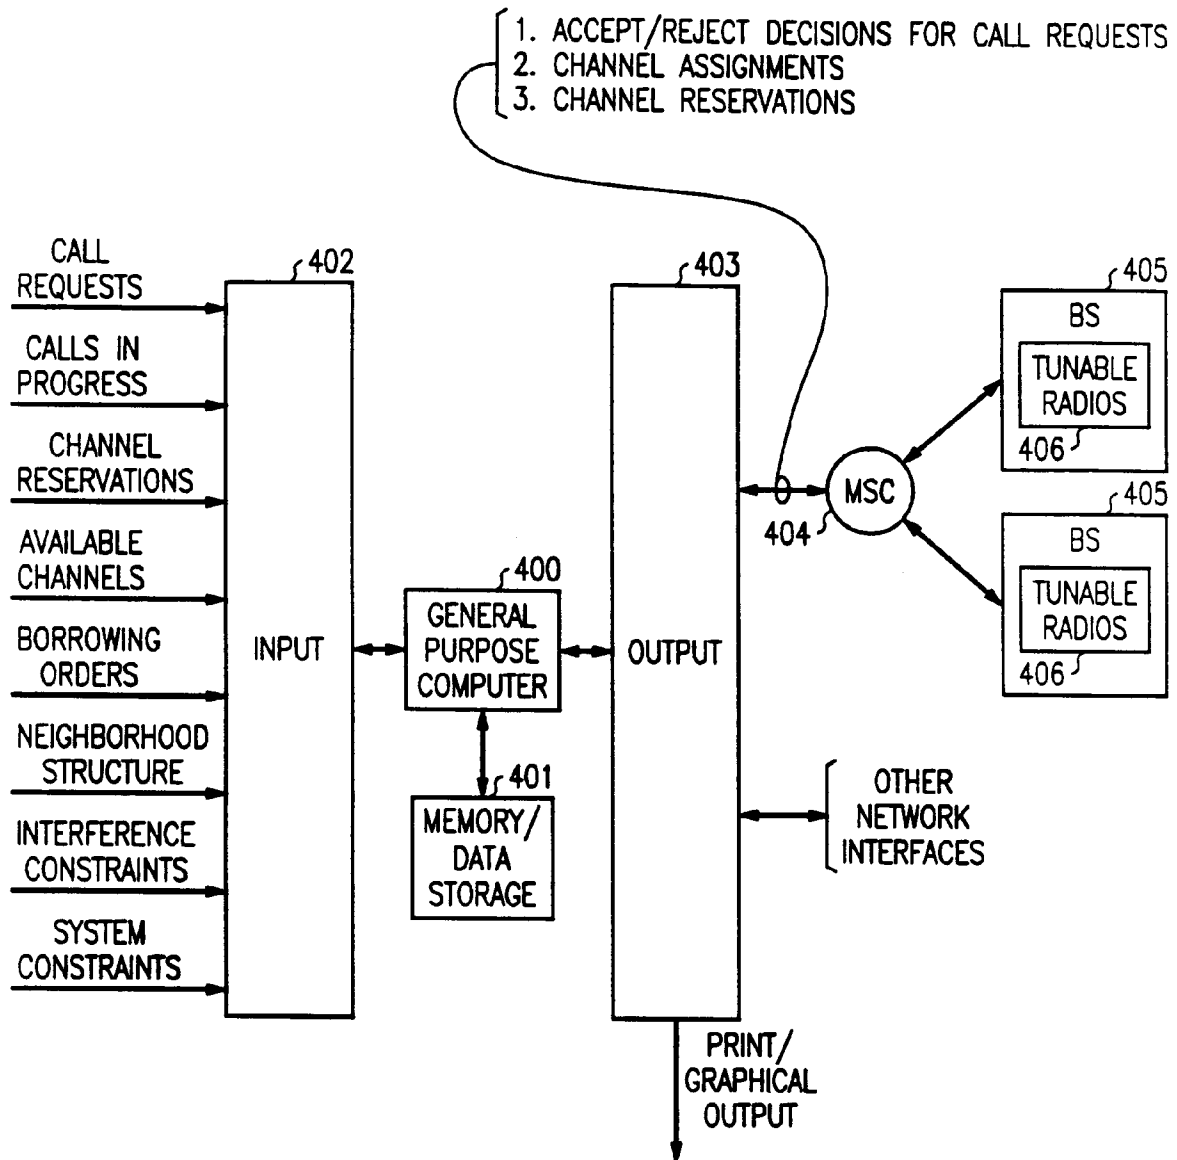 1. ACCEPT/REJECT DECISIONS FOR CALL REQUESTS
2. CHANNEL ASSIGNMENTS
3. CHANNEL RESERVATIONS
CALL
REQUESTS
CALLS IN
PROGRESS
CHANNEL
RESERVATIONS
AVAILABLE
CHANNELS
BORROWING
ORDERS
NEIGHBORHOOD
STRUCTURE
INTERFERENCE
CONSTRAINTS
SYSTEM
CONSTRAINTS
402
INPUT
400
GENERAL
PURPOSE
COMPUTER
401
MEMORY/
DATA
STORAGE
403
OUTPUT
MSC
404
405
BS
TUNABLE
RADIOS
406
405
BS
TUNABLE
RADIOS
406
OTHER
NETWORK
INTERFACES
PRINT/
GRAPHICAL
OUTPUT